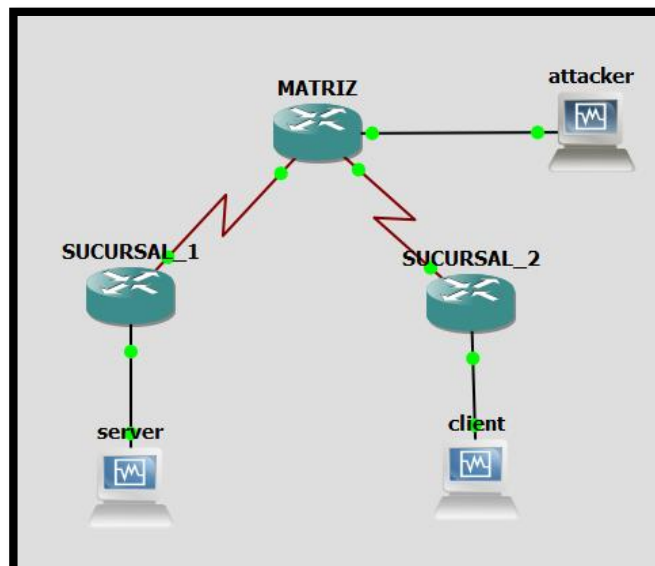 attacker
MATRIZ
SUCURSAL_1
SUCURSAL_2
server
client